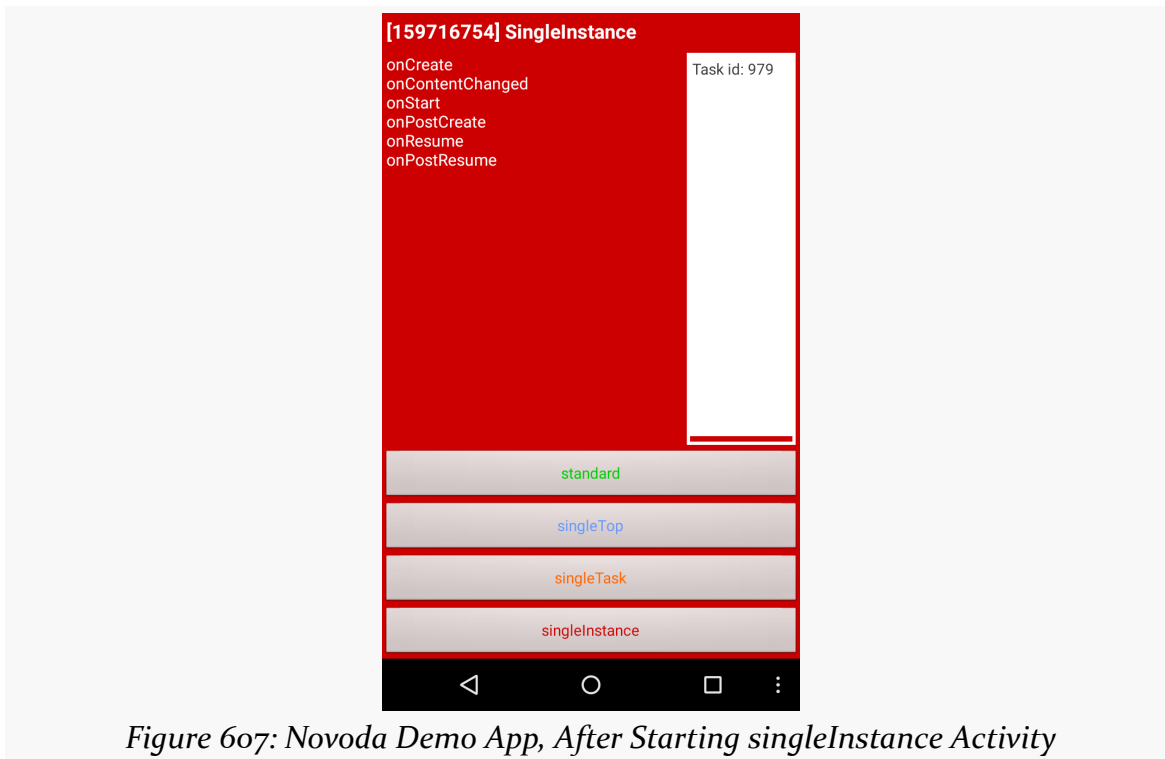 [159716754] SingleInstance
onCreate
onContentChanged
onStart
onPostCreate
onResume
onPostResume
Task id: 979
standard
singleTop
singleTask
singleInstance
Figure 607: Novoda Demo App, After Starting singleInstance Activity